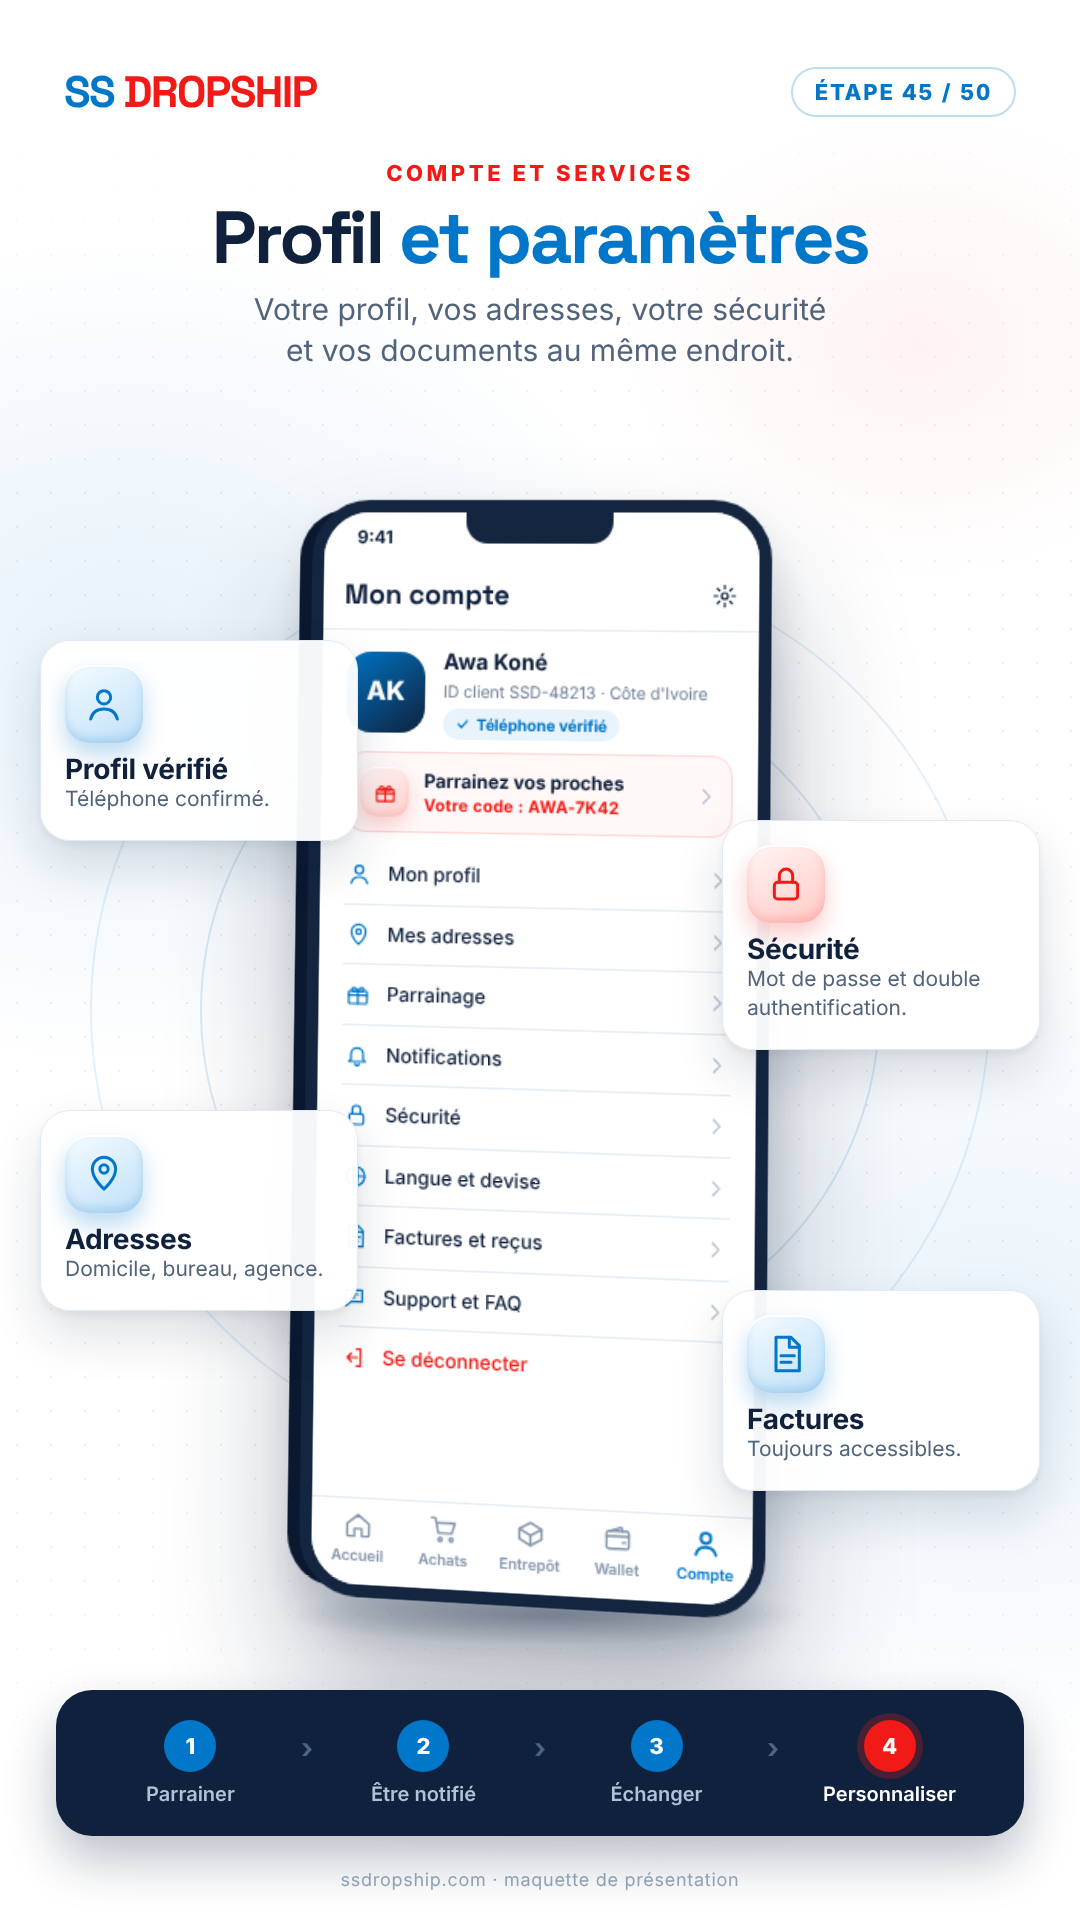 SS DROPSHIP
ÉTAPE 45 / 50
COMPTE ET SERVICES
Profil et paramètres
Votre profil, vos adresses, votre sécurité
et vos documents au même endroit.
9:41
Mon compte
AK
Awa Koné
ID client SSD-48213 · Côte d'Ivoire
Téléphone vérifié
Parrainez vos proches
Votre code : AWA-7K42
Mon profil
Mes adresses
Parrainage
Notifications
Sécurité
Langue et devise
Factures et reçus
Support et FAQ
Se déconnecter
Accueil
Achats
Entrepôt
Wallet
Compte
Profil vérifié
Téléphone confirmé.
Sécurité
Mot de passe et double
authentification.
Adresses
Domicile, bureau, agence.
Factures
Toujours accessibles.
1
Parrainer
2
Être notifié
3
Échanger
4
Personnaliser
ssdropship.com · maquette de présentation